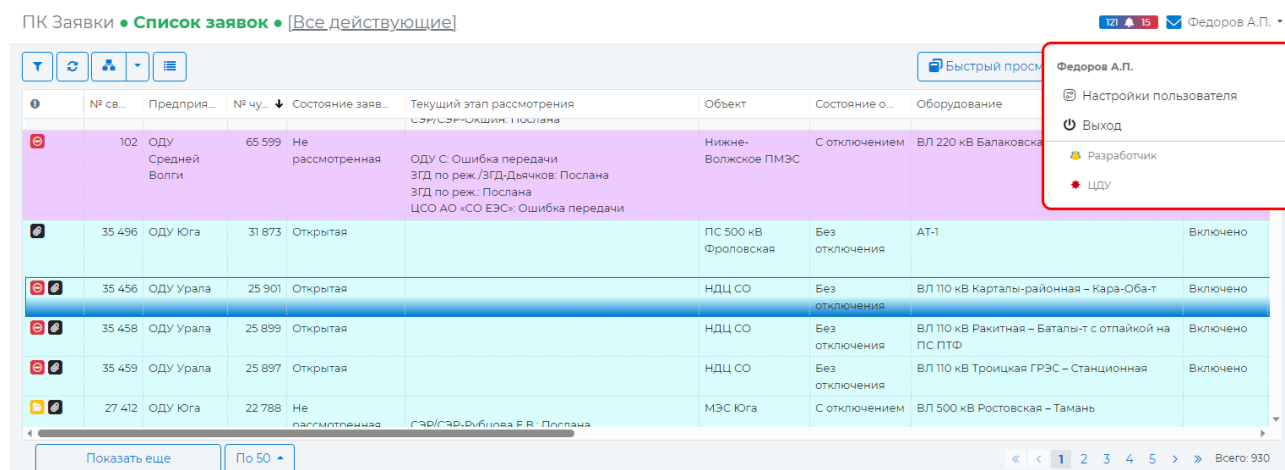 ПК Заявки ● Список заявок ● [Все действующие]
121 15 Федоров А.П.
Быстрый просм
Федоров А.П.
Настройки пользователя
Выход
Разработчик
ЦДУ
№ св... Предприя... № чу... Состояние заяв... Текущий этап рассмотрения Объект Состояние о... Оборудование
СЭР/СЭР-Окшин: Послана
102 ОДУ 65 599 Не Нижне- С отключением ВЛ 220 кВ Балаковска
Средней рассмотренная ОДУ С: Ошибка передачи Волжское ПМЭС
Волги ЗГД по реж./ЗГД-Дьячков: Послана
ЗГД по реж.: Послана
ЦСО АО «СО ЕЭС»: Ошибка передачи
35 496 ОДУ Юга 31 873 Открытая ПС 500 кВ Без АТ-1 Включено
Фроловская отключения
35 456 ОДУ Урала 25 901 Открытая НДЦ СО Без ВЛ 110 кВ Карталы-районная – Кара-Оба-т Включено
отключения
35 458 ОДУ Урала 25 899 Открытая НДЦ СО Без ВЛ 110 кВ Ракитная – Баталы-т с отпайкой на Включено
отключения ПС ПТФ
35 459 ОДУ Урала 25 897 Открытая НДЦ СО Без ВЛ 110 кВ Троицкая ГРЭС – Станционная Включено
отключения
27 412 ОДУ Юга 22 788 Не МЭС Юга С отключением ВЛ 500 кВ Ростовская – Тамань
рассмотренная СЭР/СЭР-Рубцова Е.В.: Послана
Показать еще По 50 « < 1 2 3 4 5 > » Всего: 930